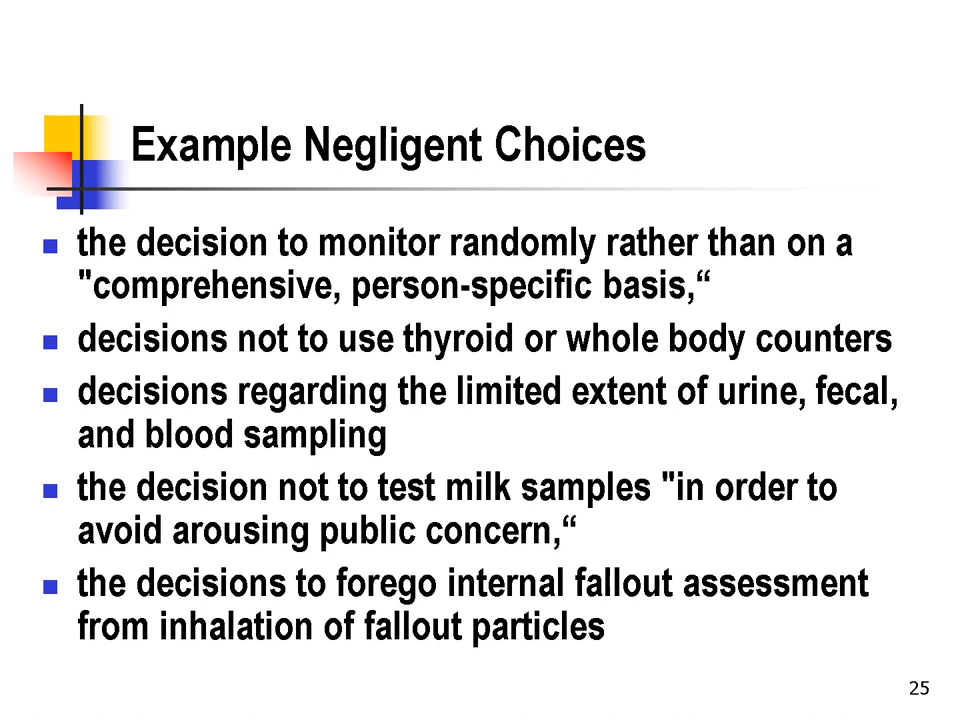 Example Negligent Choices
the decision to monitor randomly rather than on a
"comprehensive, person-specific basis,“
decisions not to use thyroid or whole body counters
decisions regarding the limited extent of urine, fecal,
and blood sampling
the decision not to test milk samples "in order to
avoid arousing public concern,“
the decisions to forego internal fallout assessment
from inhalation of fallout particles
25